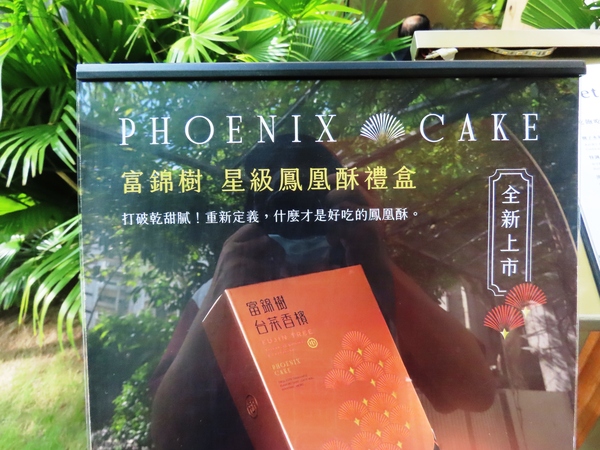 PHOENIX CAKE
富錦樹 星級鳳凰酥禮盒
打破乾甜膩！重新定義，什麼才是好吃的鳳凰酥。
全新上市
富錦樹
台菜香檳
PHOENIX
CAKE